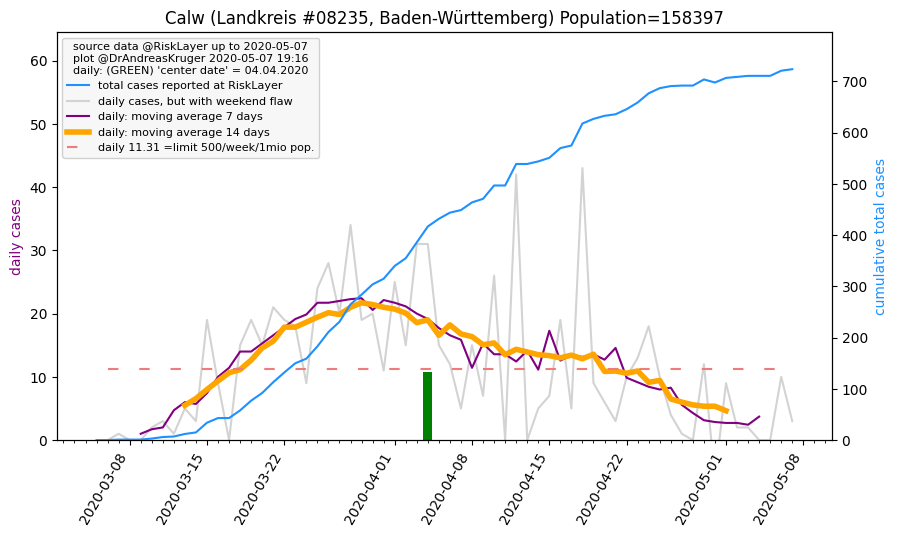 Calw (Landkreis #08235, Baden-Württemberg) Population=158397
source data @RiskLayer up to 2020-05-07
plot @DrAndreasKruger 2020-05-07 19:16
daily: (GREEN) 'center date' = 04.04.2020
total cases reported at RiskLayer
daily cases, but with weekend flaw
daily: moving average 7 days
daily: moving average 14 days
daily 11.31 =limit 500/week/1mio pop.
daily cases
60
50
40
30
20
10
0
cumulative total cases
700
600
500
400
300
200
100
0
2020-03-08
2020-03-15
2020-03-22
2020-04-01
2020-04-08
2020-04-15
2020-04-22
2020-05-01
2020-05-08